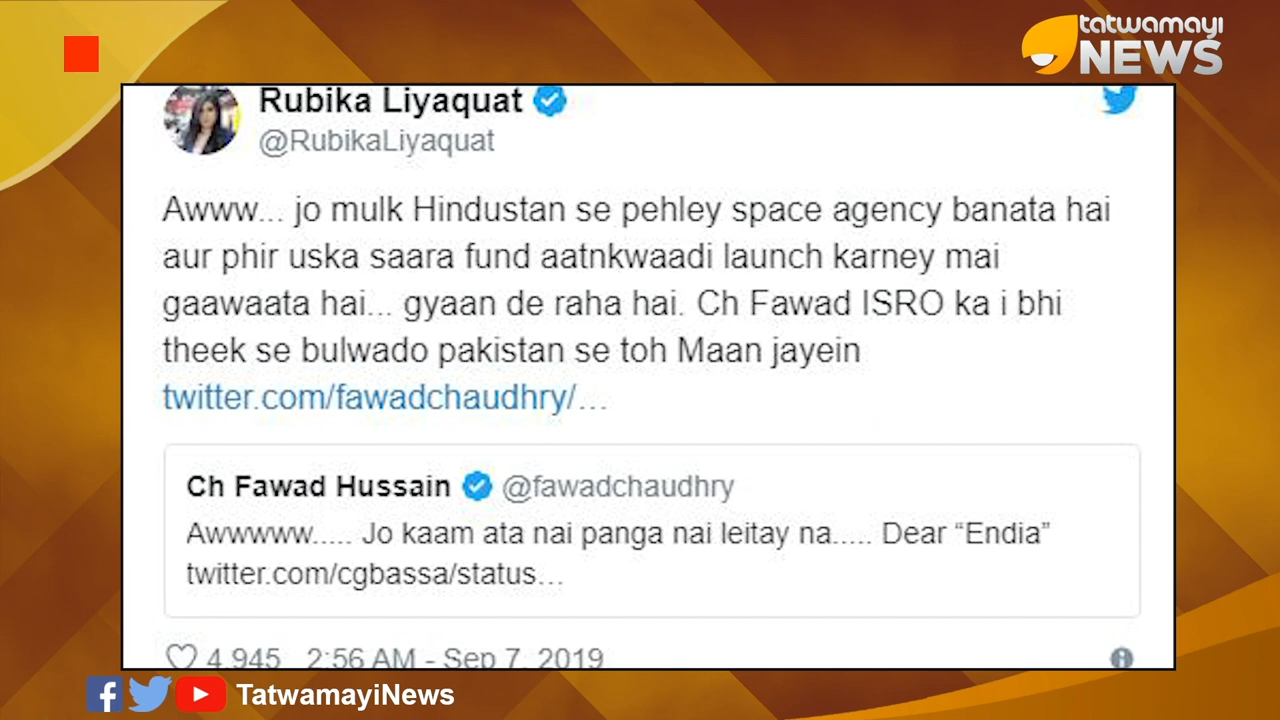 tatwamayi
NEWS
Rubika Liyaquat
@RubikaLiyaquat
Awww... jo mulk Hindustan se pehley space agency banata hai
aur phir uska saara fund aatnkwaadi launch karney mai
gaawaata hai... gyaan de raha hai. Ch Fawad ISRO ka i bhi
theek se bulwado pakistan se toh Maan jayein
twitter.com/fawadchaudhry/...
Ch Fawad Hussain @fawadchaudhry
Awwwww..... Jo kaam ata nai panga nai leitay na..... Dear “Endia”
twitter.com/cgbassa/status...
4,945 2:56 AM - Sep 7, 2019
TatwamayiNews